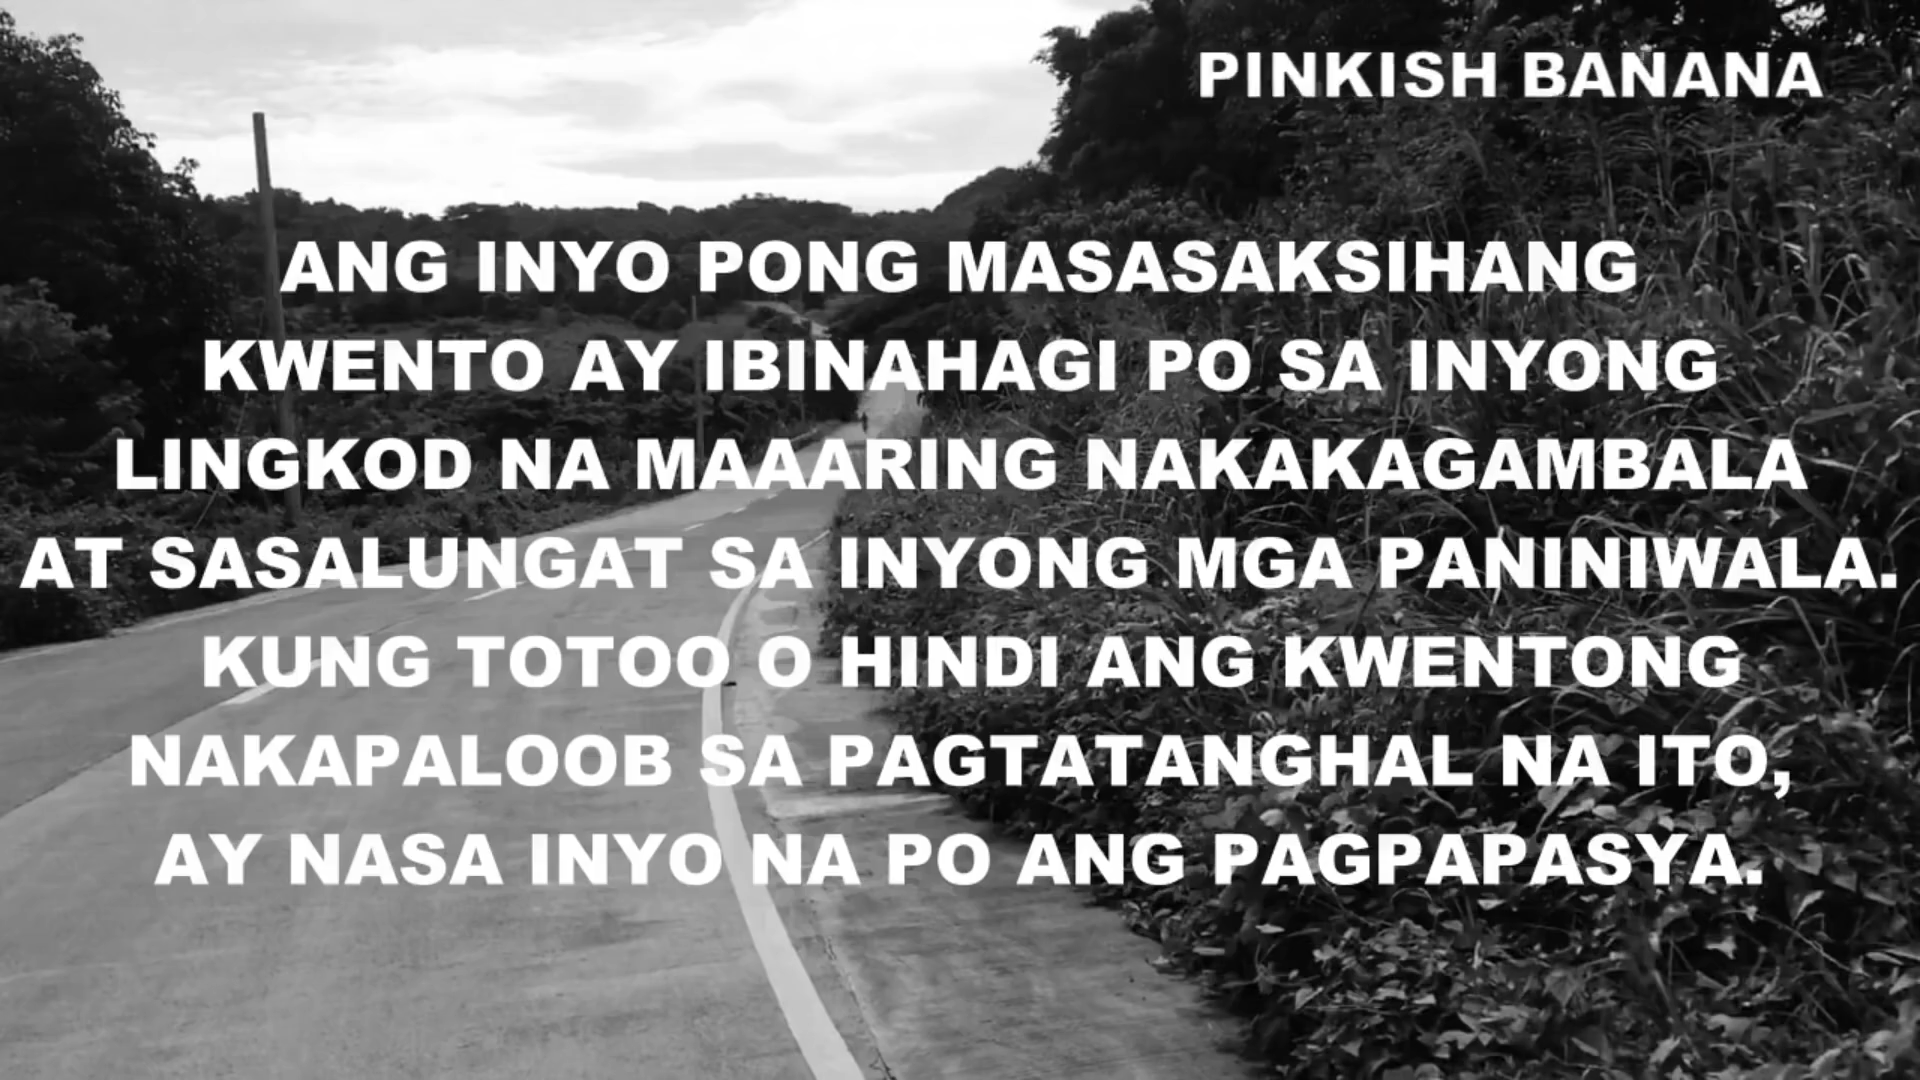 PINKISH BANANA
ANG INYO PONG MASASAKSIHANG
KWENTO AY IBINAHAGI PO SA INYONG
LINGKOD NA MAAARING NAKAKAGAMBALA
AT SASALUNGAT SA INYONG MGA PANINIWALA.
KUNG TOTOO O HINDI ANG KWENTONG
NAKAPALOOB SA PAGTATANGHAL NA ITO,
AY NASA INYO NA PO ANG PAGPAPASYA.